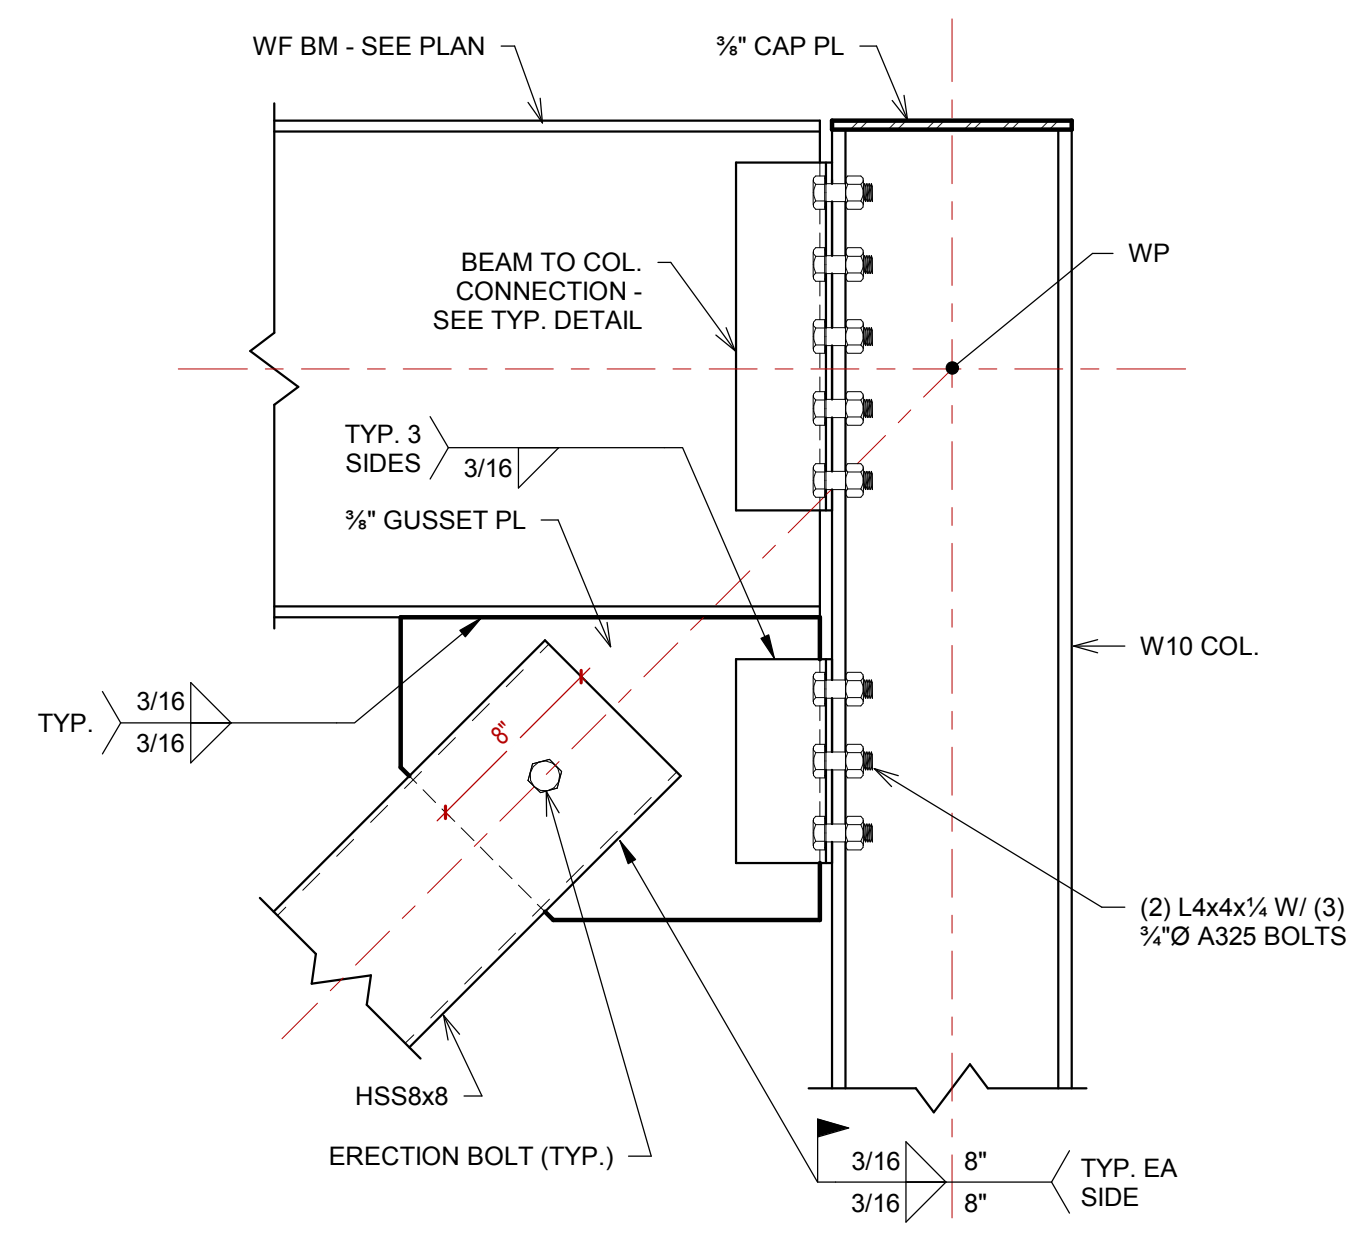 WF BM - SEE PLAN
⅜" CAP PL
WP
BEAM TO COL.
CONNECTION -
SEE TYP. DETAIL
TYP. 3
SIDES
3/16
⅜" GUSSET PL
W10 COL.
TYP.
3/16
3/16
8"
(2) L4x4x¼ W/ (3)
¾"Ø A325 BOLTS
HSS8x8
ERECTION BOLT (TYP.)
3/16 8"
3/16 8"
TYP. EA
SIDE